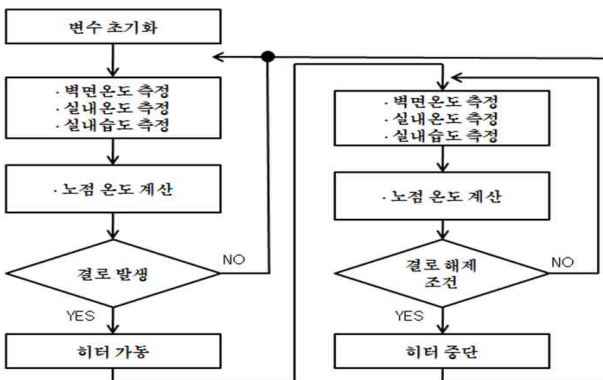 변수 초기화
· 벽면온도 측정
· 실내온도 측정
· 실내습도 측정
· 노점 온도 계산
결로 발생
NO
YES
히터 가동
· 벽면온도 측정
· 실내온도 측정
· 실내습도 측정
· 노점 온도 계산
결로 해제
조건
NO
YES
히터 중단